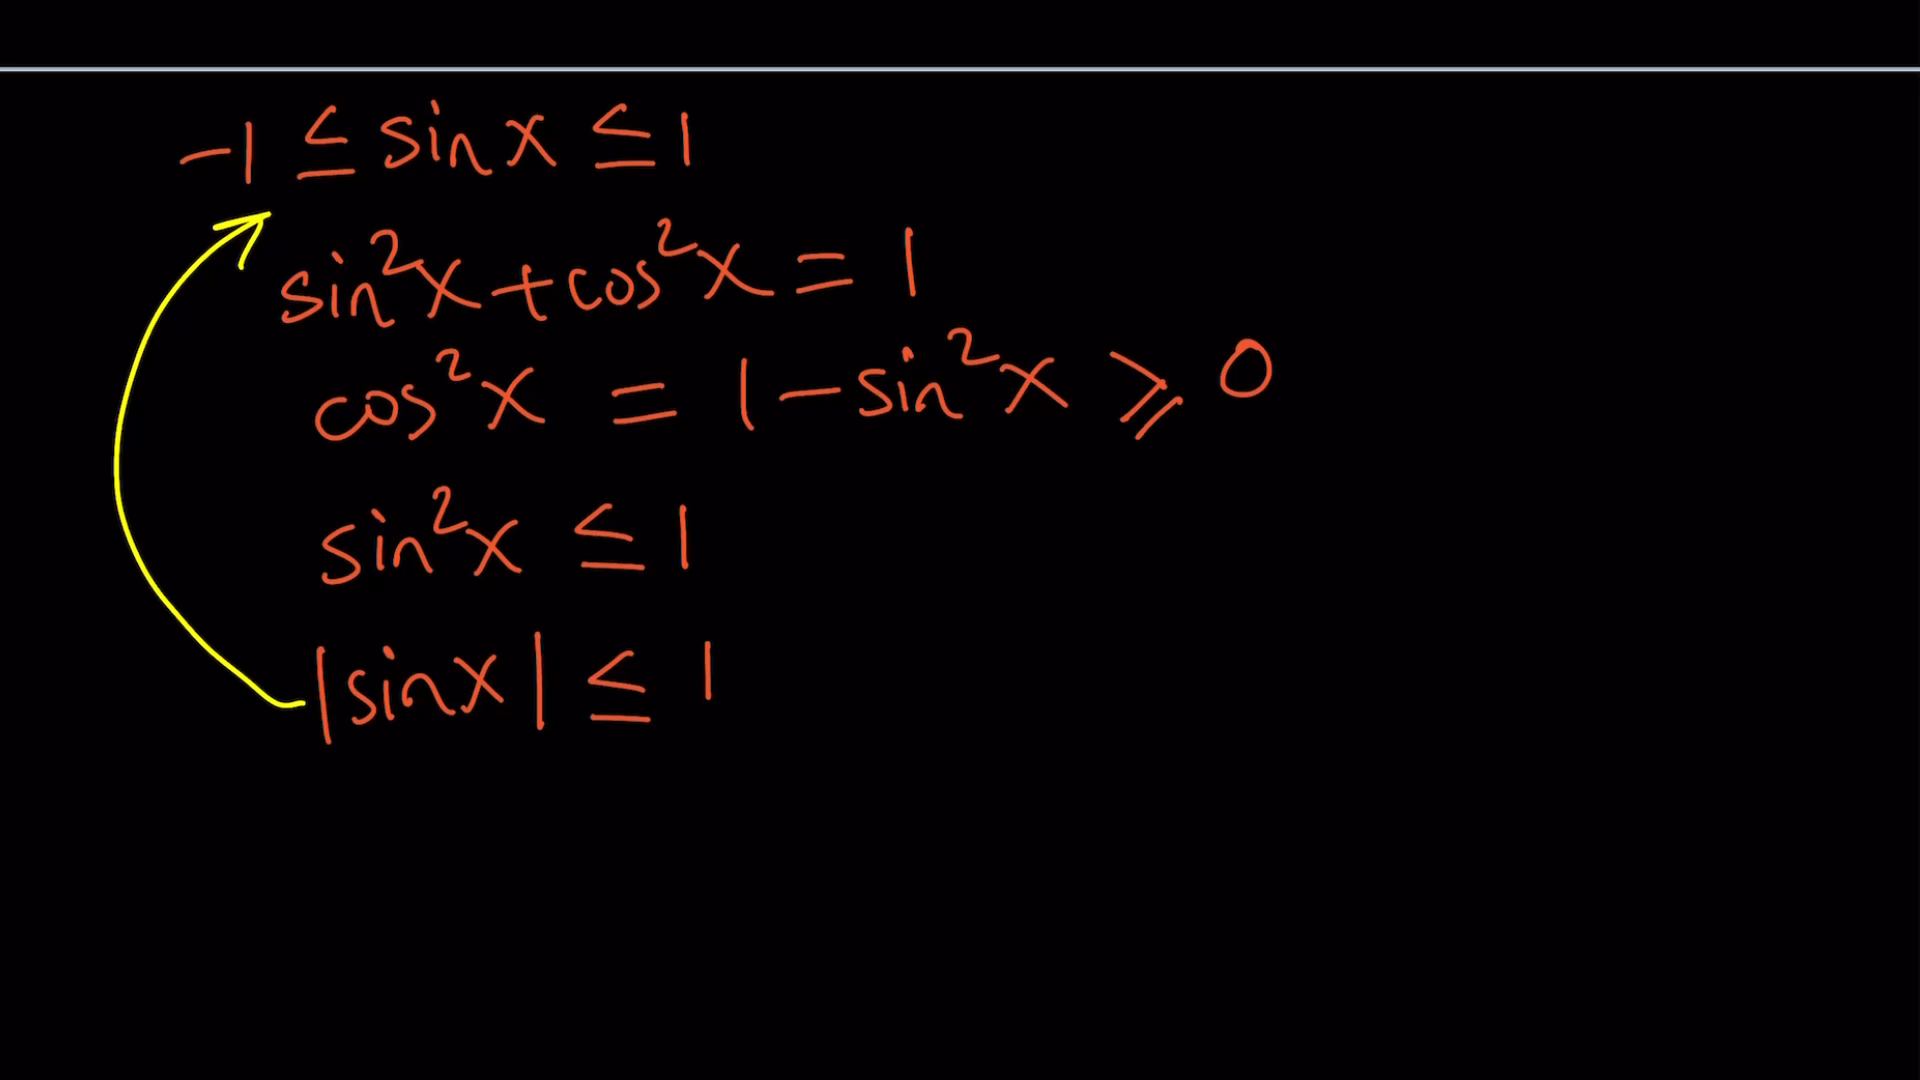 -1 ≤ sin x ≤ 1
sin²x + cos²x = 1
cos²x = 1 - sin²x ⩾ 0
sin²x ≤ 1
|sin x| ≤ 1